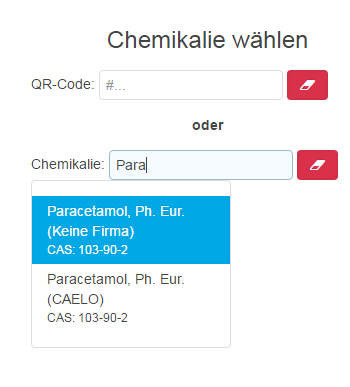 Chemikalie wählen
QR-Code: #...
oder
Chemikalie: Para
Paracetamol, Ph. Eur.
(Keine Firma)
CAS: 103-90-2
Paracetamol, Ph. Eur.
(CAELO)
CAS: 103-90-2